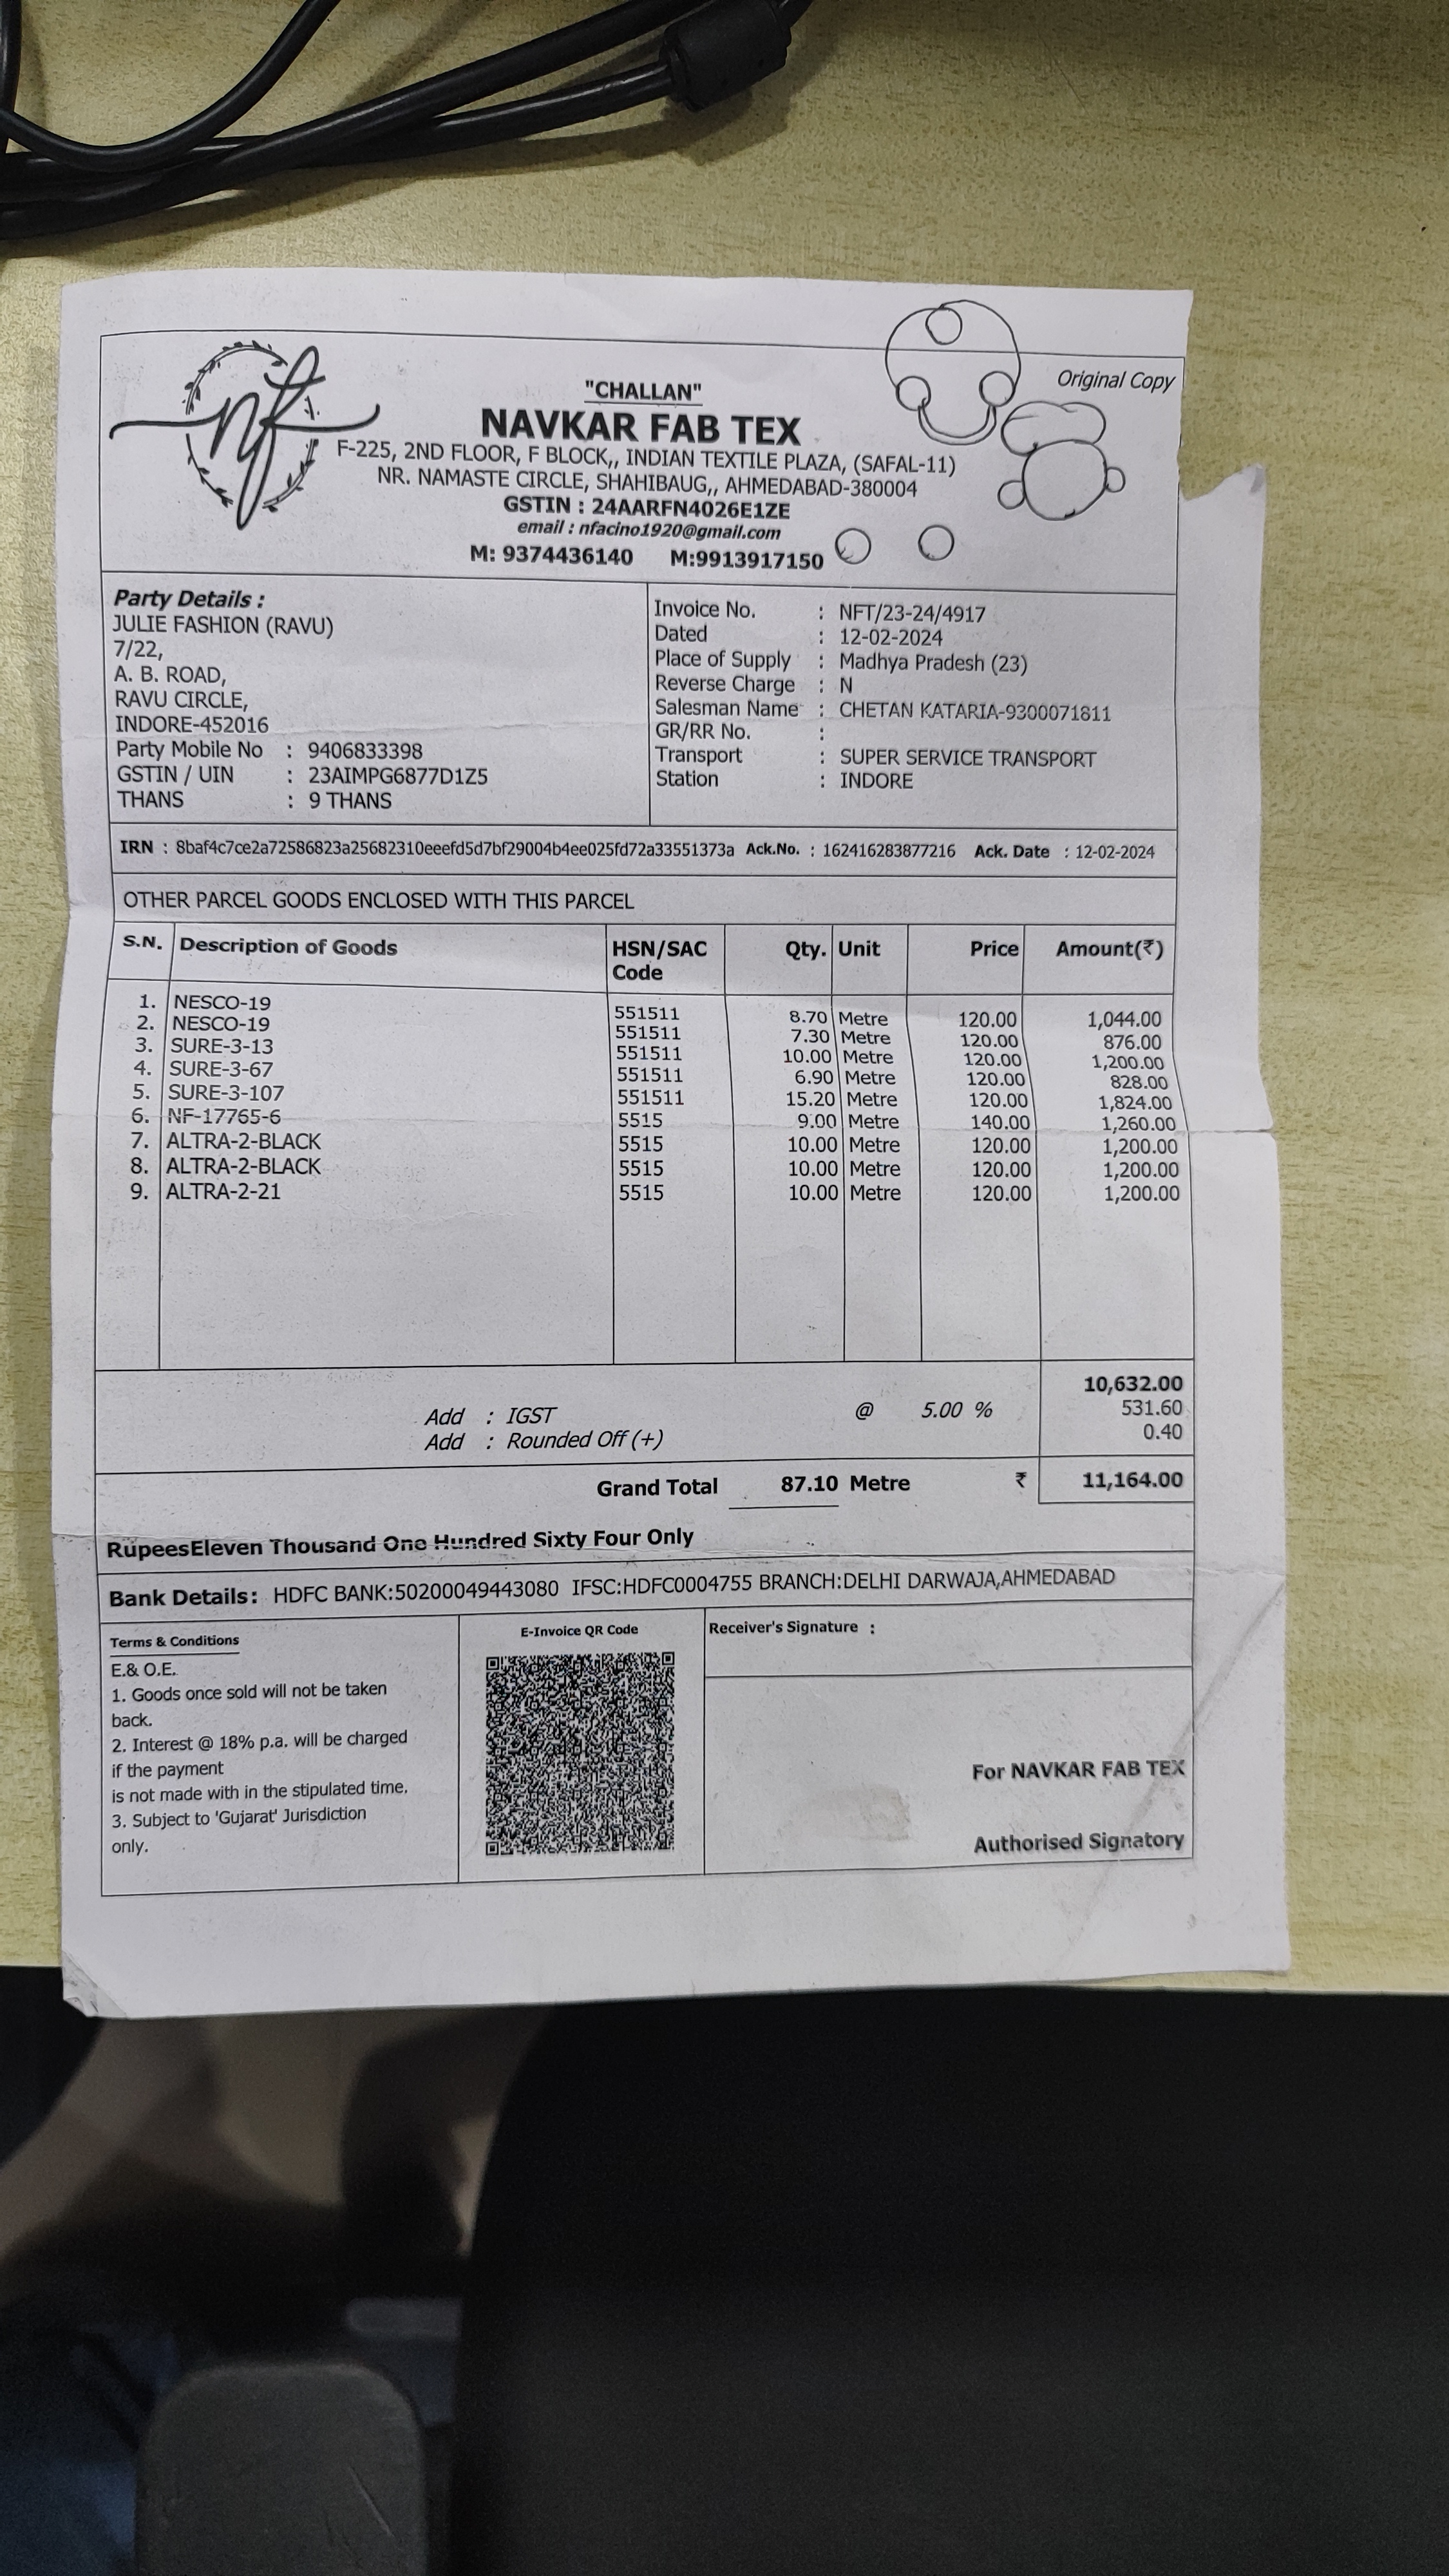 Original Copy
"CHALLAN"
NAVKAR FAB TEX
F-225, 2ND FLOOR, F BLOCK,, INDIAN TEXTILE PLAZA, (SAFAL-11)
NR. NAMASTE CIRCLE, SHAHIBAUG,, AHMEDABAD-380004
GSTIN : 24AARFN4026E1ZE
email : nfacino1920@gmail.com
M: 9374436140 M:9913917150
Party Details :
JULIE FASHION (RAVU)
7/22,
A. B. ROAD,
RAVU CIRCLE,
INDORE-452016
Party Mobile No : 9406833398
GSTIN / UIN : 23AIMPG6877D1Z5
THANS : 9 THANS
Invoice No. : NFT/23-24/4917
Dated : 12-02-2024
Place of Supply : Madhya Pradesh (23)
Reverse Charge : N
Salesman Name : CHETAN KATARIA-9300071811
GR/RR No. :
Transport : SUPER SERVICE TRANSPORT
Station : INDORE
IRN : 8baf4c7ce2a72586823a25682310eeefd5d7bf29004b4ee025fd72a33551373a Ack.No. : 162416283877216 Ack. Date : 12-02-2024
OTHER PARCEL GOODS ENCLOSED WITH THIS PARCEL
S.N. Description of Goods HSN/SAC Code Qty. Unit Price Amount(₹)
1. NESCO-19 551511 8.70 Metre 120.00 1,044.00
2. NESCO-19 551511 7.30 Metre 120.00 876.00
3. SURE-3-13 551511 10.00 Metre 120.00 1,200.00
4. SURE-3-67 551511 6.90 Metre 120.00 828.00
5. SURE-3-107 551511 15.20 Metre 120.00 1,824.00
6. NF-17765-6 5515 9.00 Metre 140.00 1,260.00
7. ALTRA-2-BLACK 5515 10.00 Metre 120.00 1,200.00
8. ALTRA-2-BLACK 5515 10.00 Metre 120.00 1,200.00
9. ALTRA-2-21 5515 10.00 Metre 120.00 1,200.00
10,632.00
Add : IGST @ 5.00 % 531.60
Add : Rounded Off (+) 0.40
Grand Total 87.10 Metre ₹ 11,164.00
RupeesEleven Thousand One Hundred Sixty Four Only
Bank Details: HDFC BANK:50200049443080 IFSC:HDFC0004755 BRANCH:DELHI DARWAJA,AHMEDABAD
Terms & Conditions
E.& O.E.
1. Goods once sold will not be taken
back.
2. Interest @ 18% p.a. will be charged
if the payment
is not made with in the stipulated time.
3. Subject to 'Gujarat' Jurisdiction
only.
E-Invoice QR Code
Receiver's Signature :
For NAVKAR FAB TEX
Authorised Signatory